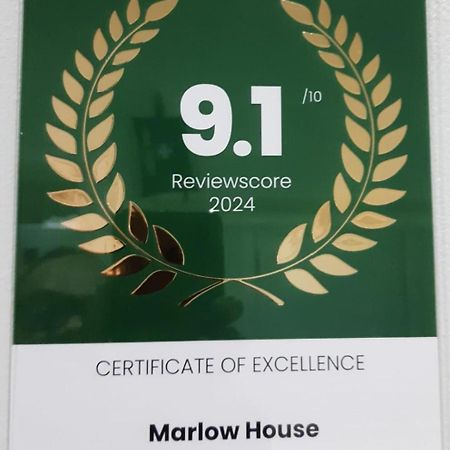 9.1 /10
Reviewscore
2024
CERTIFICATE OF EXCELLENCE
Marlow House